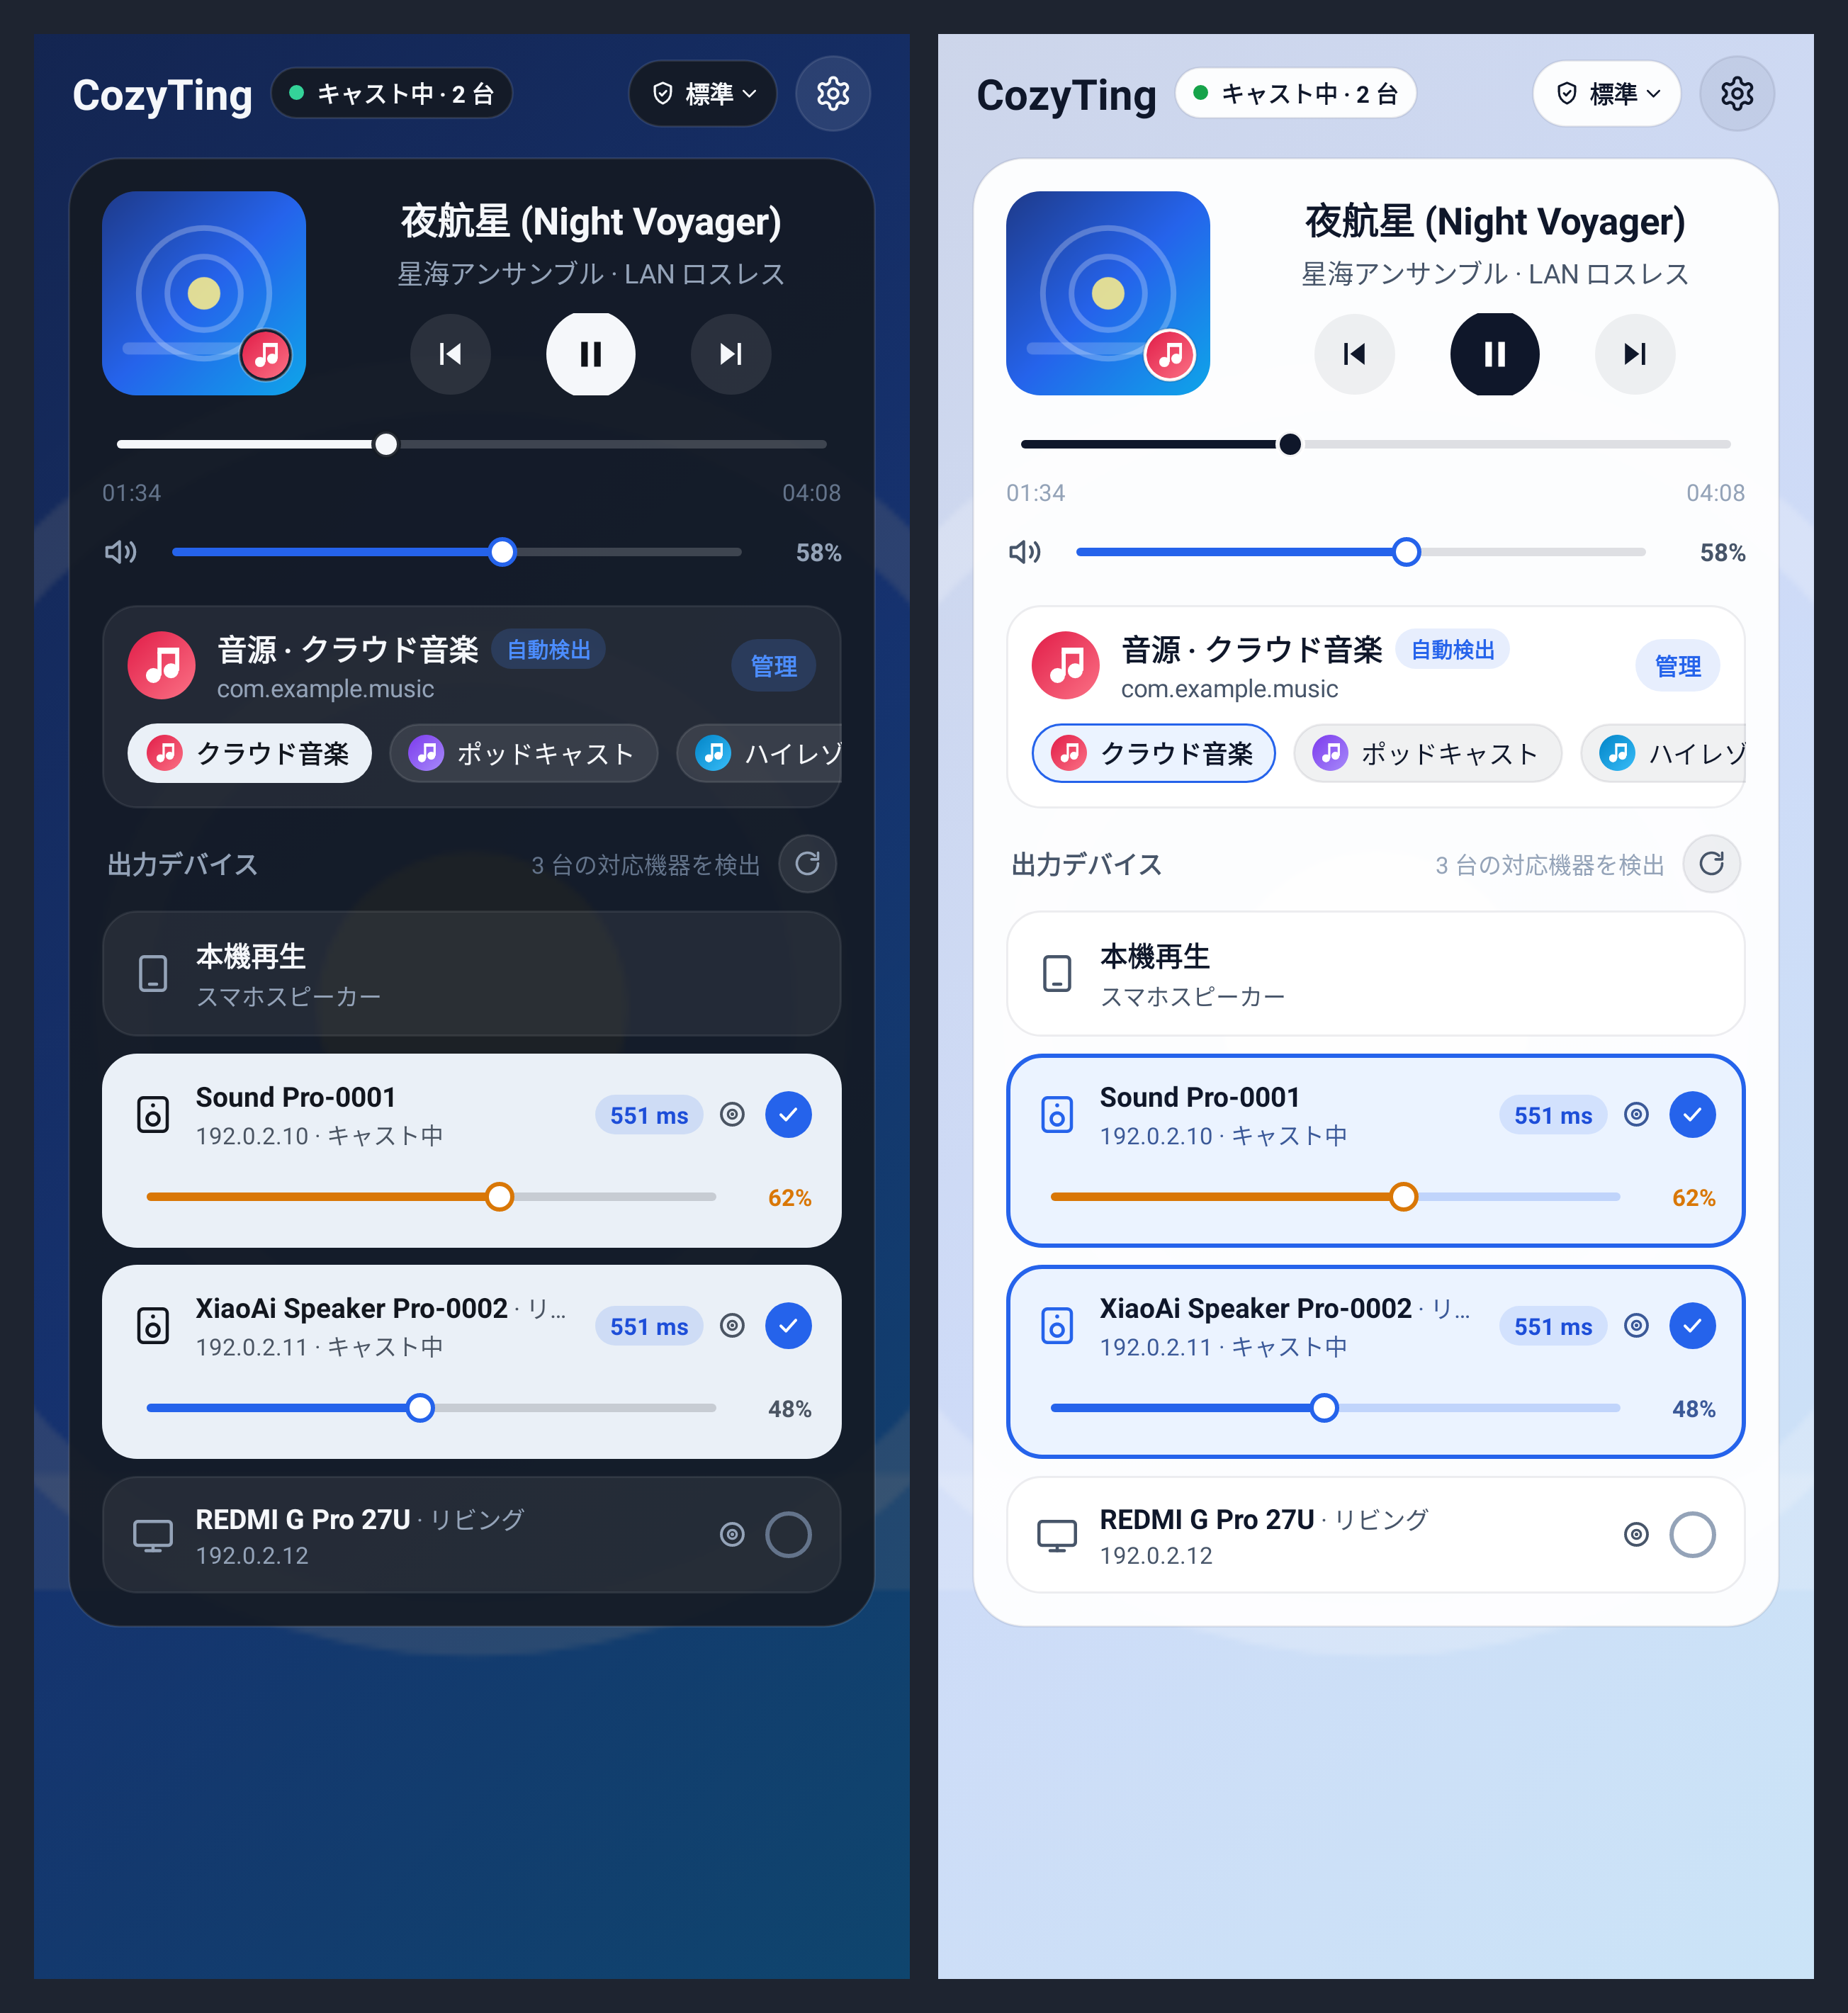 CozyTing
キャスト中 · 2 台
標準
夜航星 (Night Voyager)
星海アンサンブル · LAN ロスレス
01:34
04:08
58%
音源 · クラウド音楽
自動検出
com.example.music
管理
クラウド音楽
ポッドキャスト
ハイレゾ
出力デバイス
3 台の対応機器を検出
本機再生
スマホスピーカー
Sound Pro-0001
192.0.2.10 · キャスト中
551 ms
62%
XiaoAi Speaker Pro-0002 · リ...
192.0.2.11 · キャスト中
551 ms
48%
REDMI G Pro 27U · リビング
192.0.2.12
CozyTing
キャスト中 · 2 台
標準
夜航星 (Night Voyager)
星海アンサンブル · LAN ロスレス
01:34
04:08
58%
音源 · クラウド音楽
自動検出
com.example.music
管理
クラウド音楽
ポッドキャスト
ハイレゾ
出力デバイス
3 台の対応機器を検出
本機再生
スマホスピーカー
Sound Pro-0001
192.0.2.10 · キャスト中
551 ms
62%
XiaoAi Speaker Pro-0002 · リ...
192.0.2.11 · キャスト中
551 ms
48%
REDMI G Pro 27U · リビング
192.0.2.12